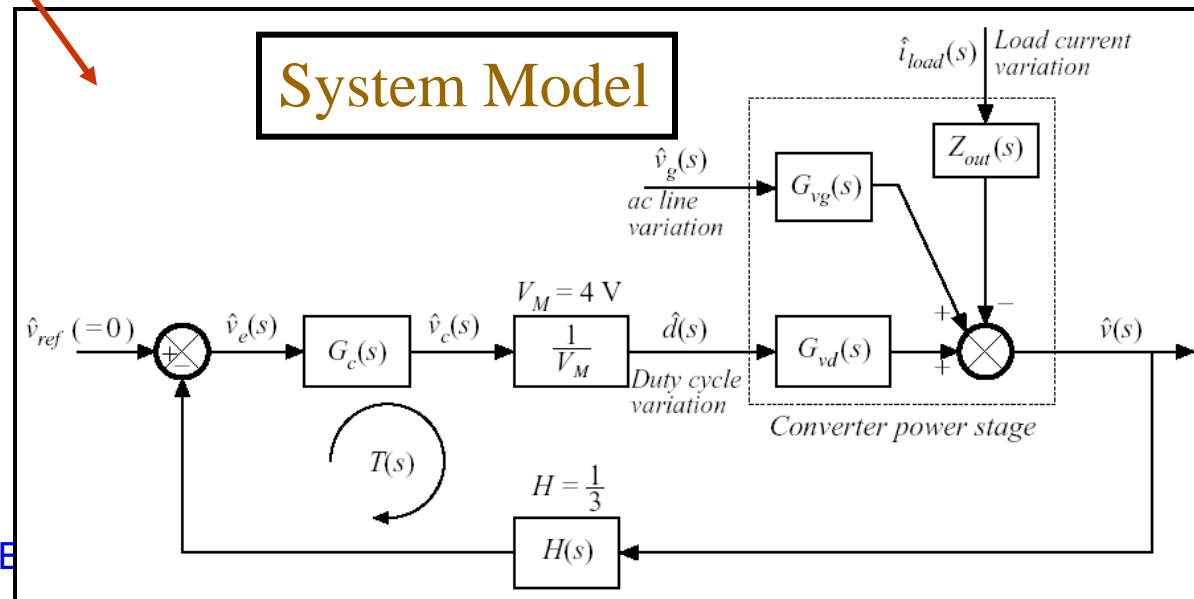 System Model
î_load(s)
Load current
variation
Z_out(s)
v̂_g(s)
ac line
variation
G_vg(s)
V_M = 4 V
v̂_ref (=0)
+
−
v̂_e(s)
G_c(s)
v̂_c(s)
1
V_M
d̂(s)
Duty cycle
variation
G_vd(s)
+
−
+
v̂(s)
Converter power stage
T(s)
H = 1/3
H(s)
E